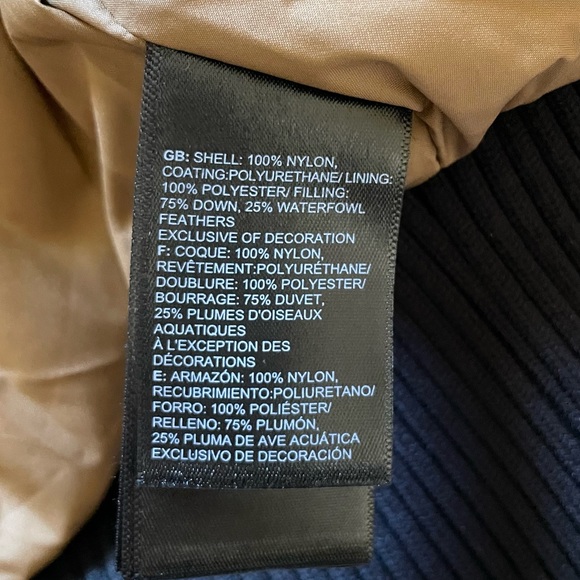 GB: SHELL: 100% NYLON,
COATING:POLYURETHANE/ LINING:
100% POLYESTER/ FILLING:
75% DOWN, 25% WATERFOWL
FEATHERS
EXCLUSIVE OF DECORATION
F: COQUE: 100% NYLON,
REVÊTEMENT:POLYURÉTHANE/
DOUBLURE: 100% POLYESTER/
BOURRAGE: 75% DUVET,
25% PLUMES D'OISEAUX
AQUATIQUES
À L'EXCEPTION DES
DÉCORATIONS
E: ARMAZÓN: 100% NYLON,
RECUBRIMIENTO:POLIURETANO/
FORRO: 100% POLIÉSTER/
RELLENO: 75% PLUMÓN,
25% PLUMA DE AVE ACUÁTICA
EXCLUSIVO DE DECORACIÓN